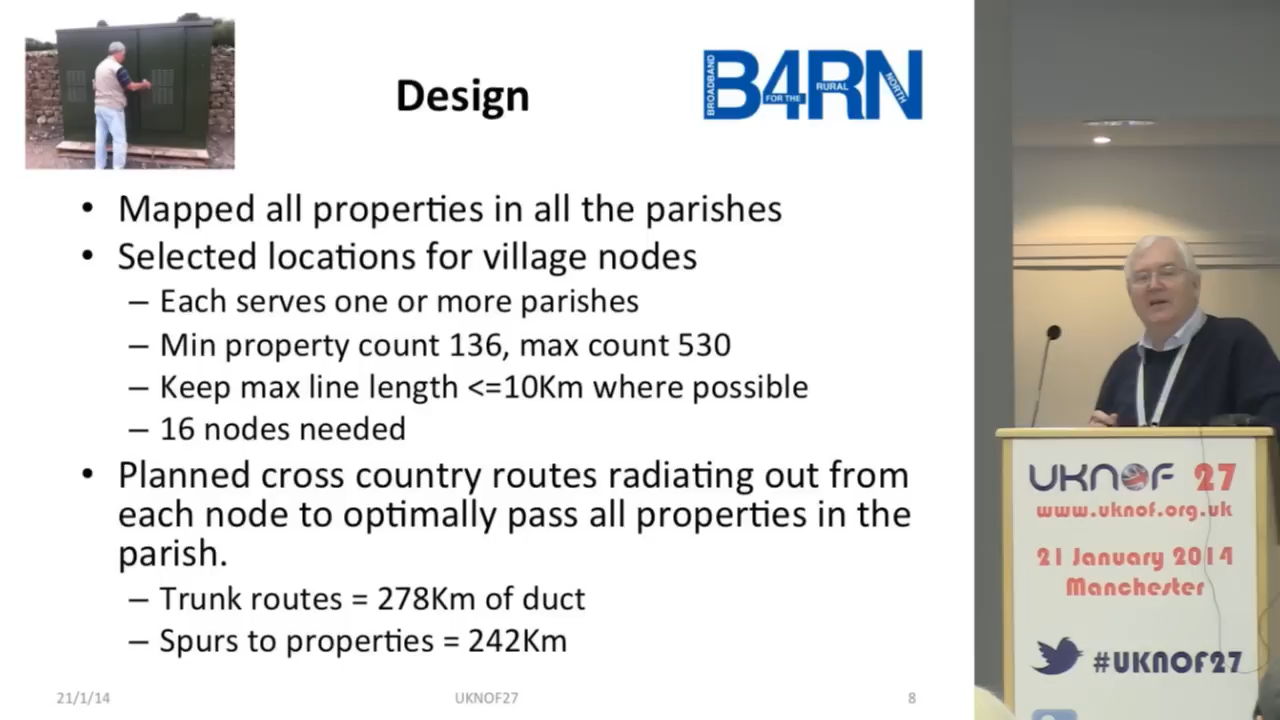 Design
BROADBAND
B4RN
FOR THE
RURAL
NORTH
• Mapped all properties in all the parishes
• Selected locations for village nodes
– Each serves one or more parishes
– Min property count 136, max count 530
– Keep max line length <=10Km where possible
– 16 nodes needed
• Planned cross country routes radiating out from
each node to optimally pass all properties in the
parish.
– Trunk routes = 278Km of duct
– Spurs to properties = 242Km
21/1/14
UKNOF27
8
UKNOF 27
www.uknof.org.uk
21 January 2014
Manchester
#UKNOF27